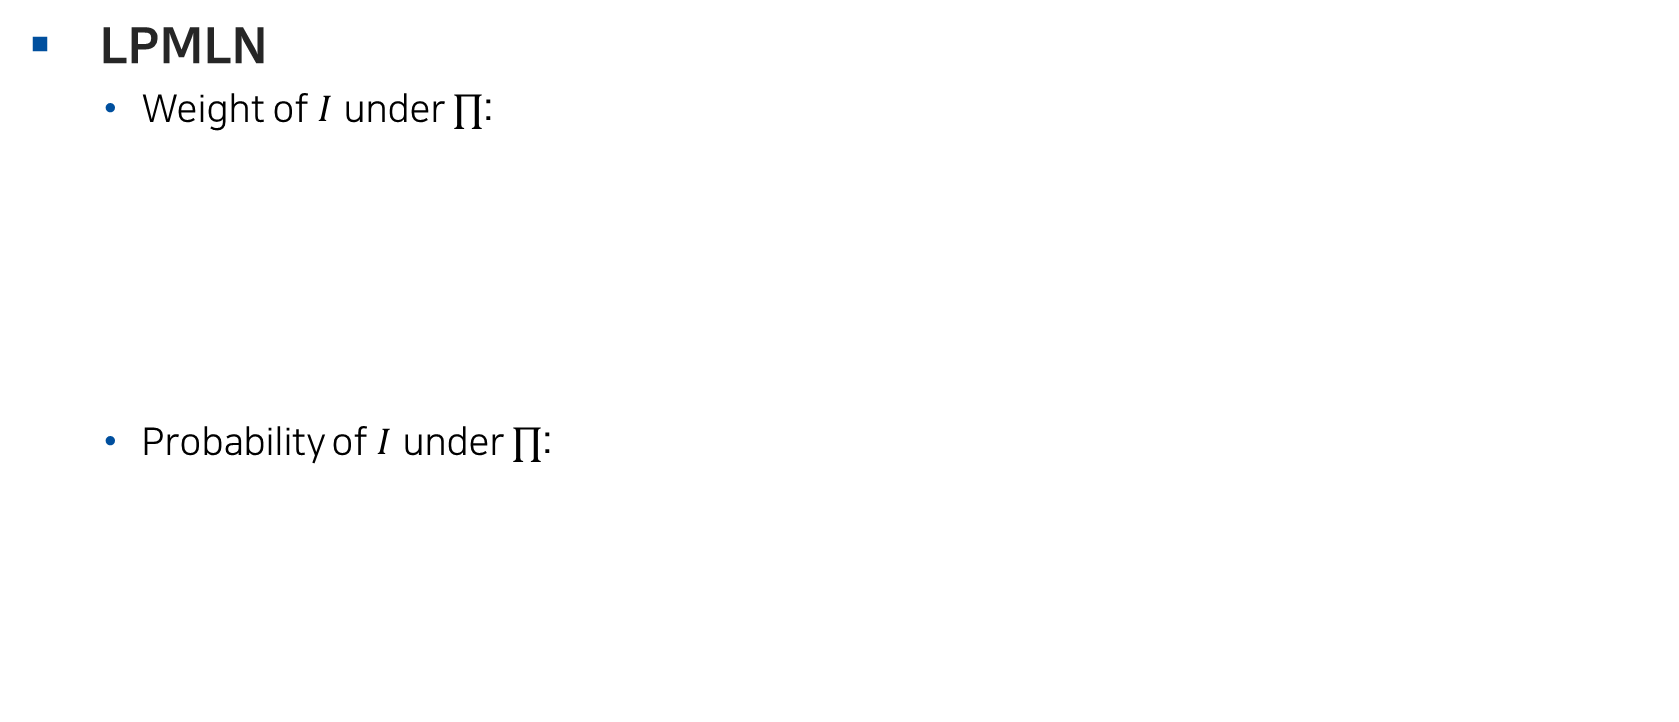 LPMLN
Weight of I under ∏:
Probability of I under ∏: